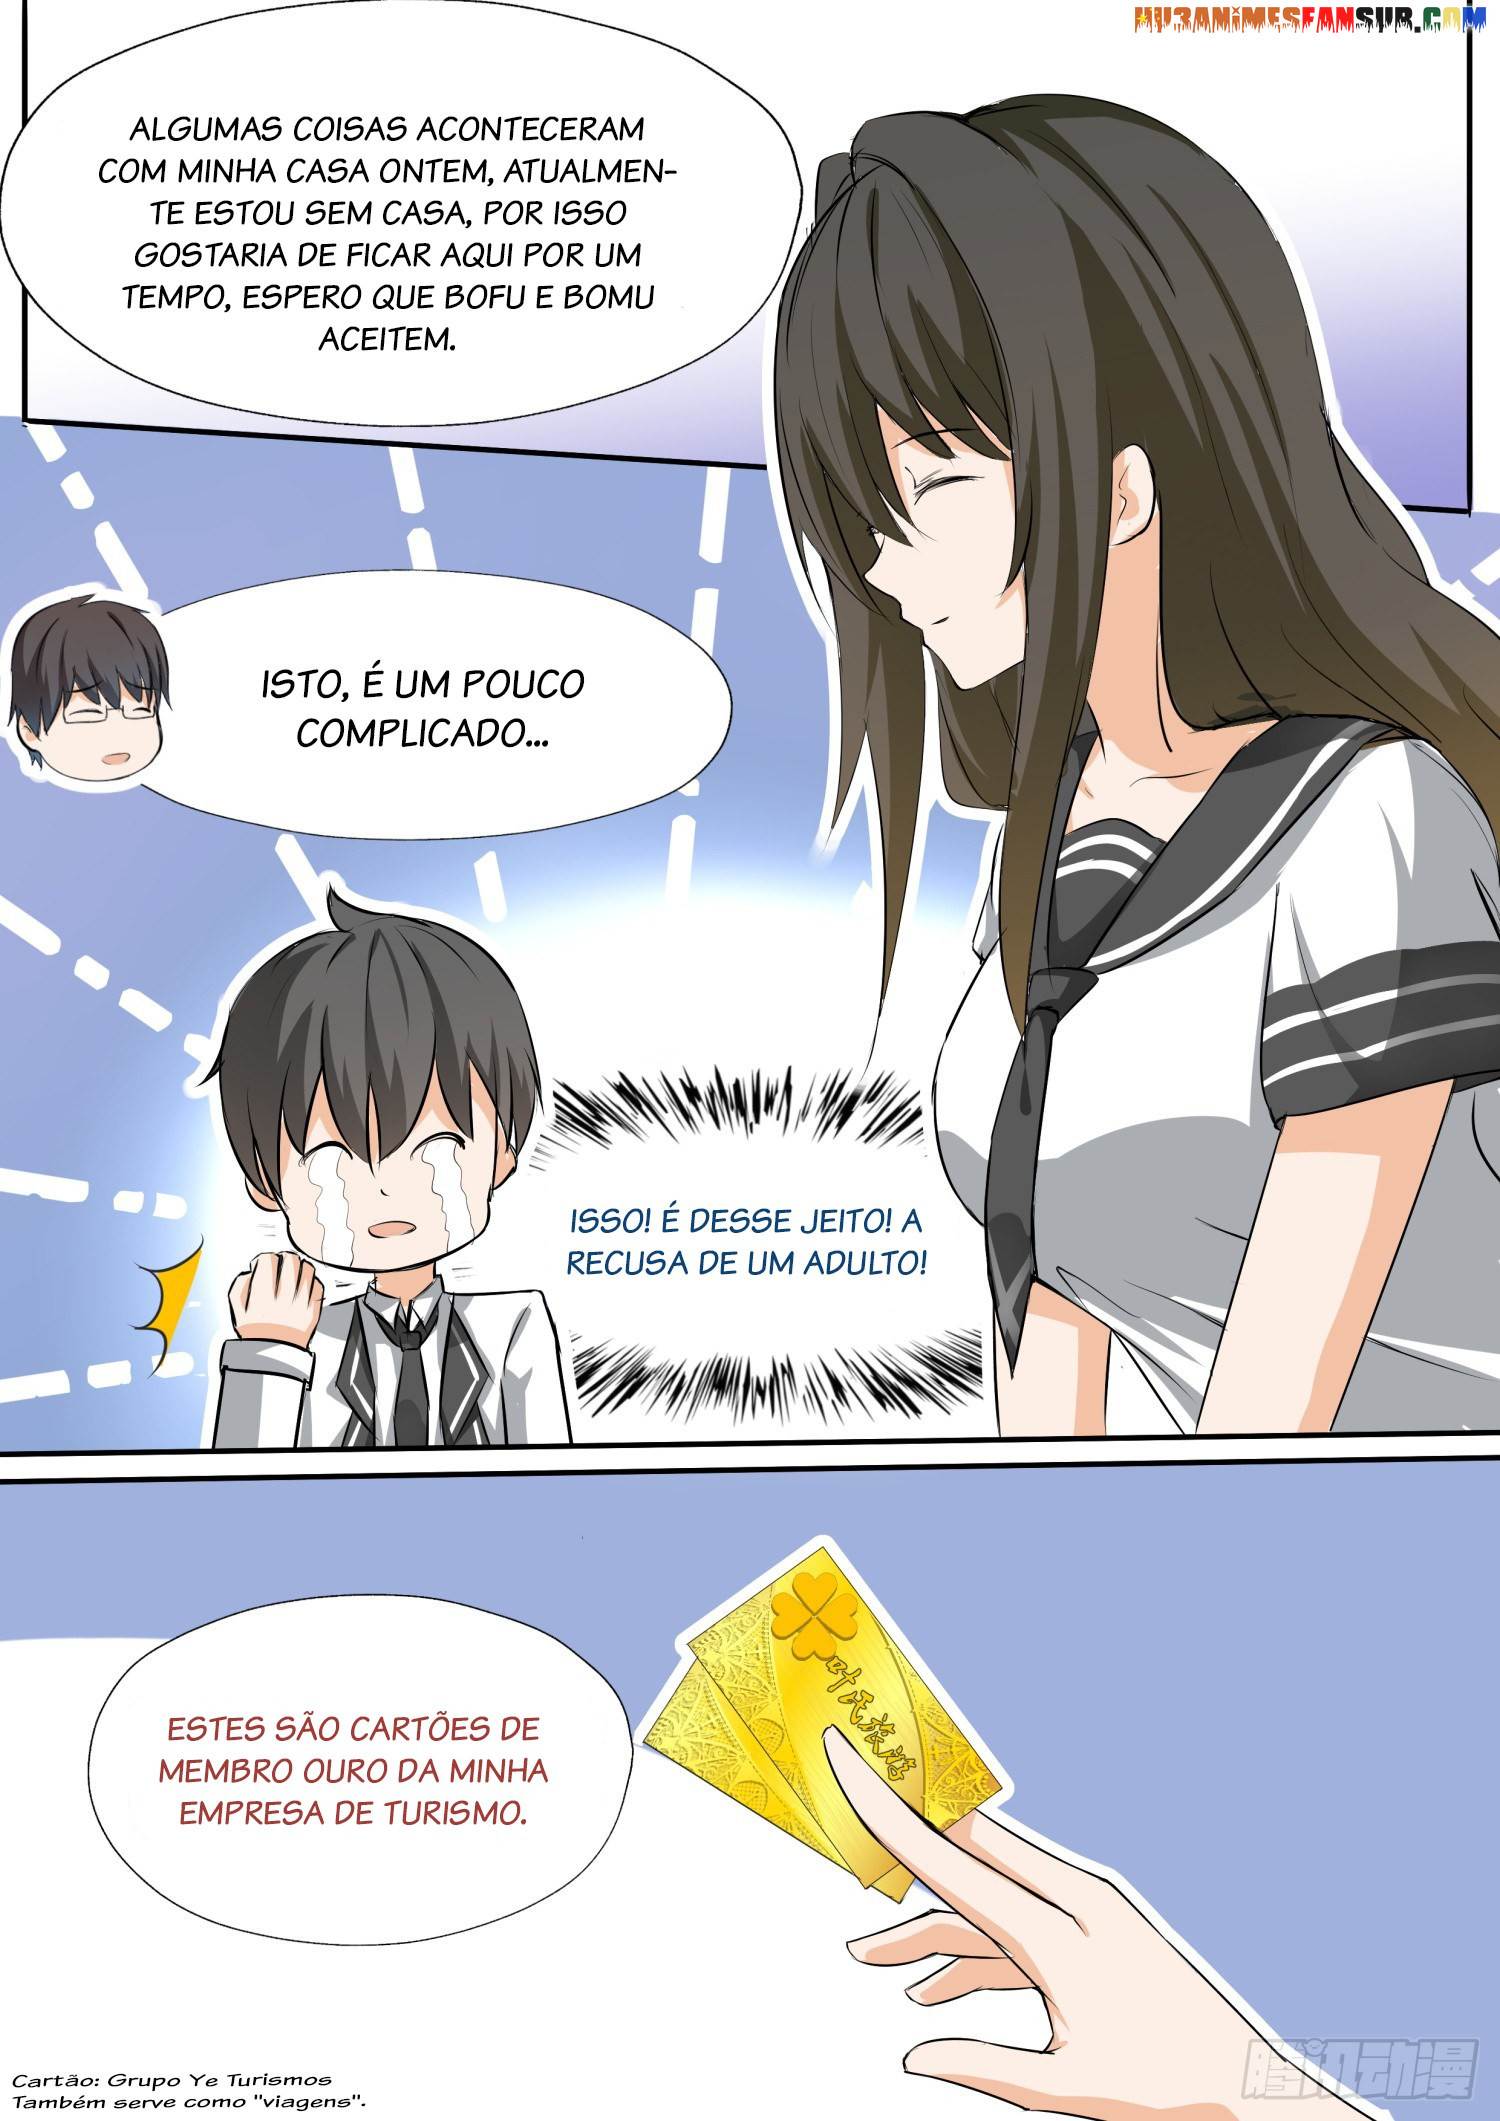 HU3ANIMESFANSUB.COM
ALGUMAS COISAS ACONTECERAM
COM MINHA CASA ONTEM, ATUALMEN-
TE ESTOU SEM CASA, POR ISSO
GOSTARIA DE FICAR AQUI POR UM
TEMPO, ESPERO QUE BOFU E BOMU
ACEITEM.
ISTO, É UM POUCO
COMPLICADO...
ISSO! É DESSE JEITO! A
RECUSA DE UM ADULTO!
叶氏旅游
ESTES SÃO CARTÕES DE
MEMBRO OURO DA MINHA
EMPRESA DE TURISMO.
Cartão: Grupo Ye Turismos
Também serve como "viagens".
腾讯动漫